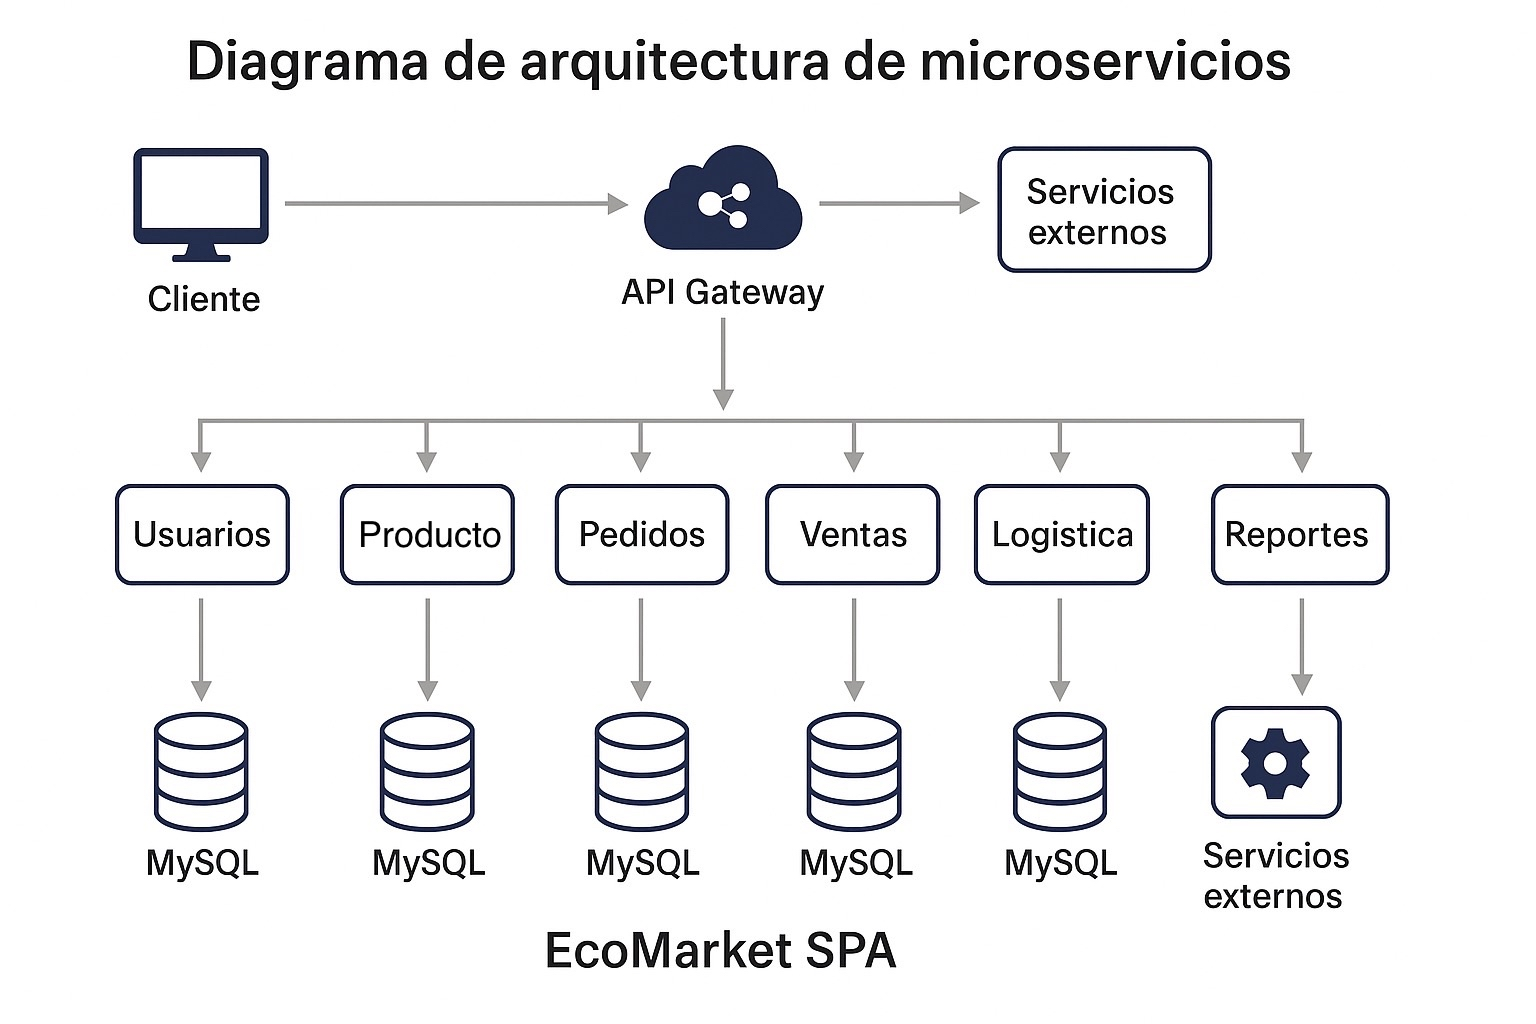 Diagrama de arquitectura de microservicios
Cliente
API Gateway
Servicios
externos
Usuarios
Producto
Pedidos
Ventas
Logistica
Reportes
MySQL
MySQL
MySQL
MySQL
MySQL
Servicios
externos
EcoMarket SPA